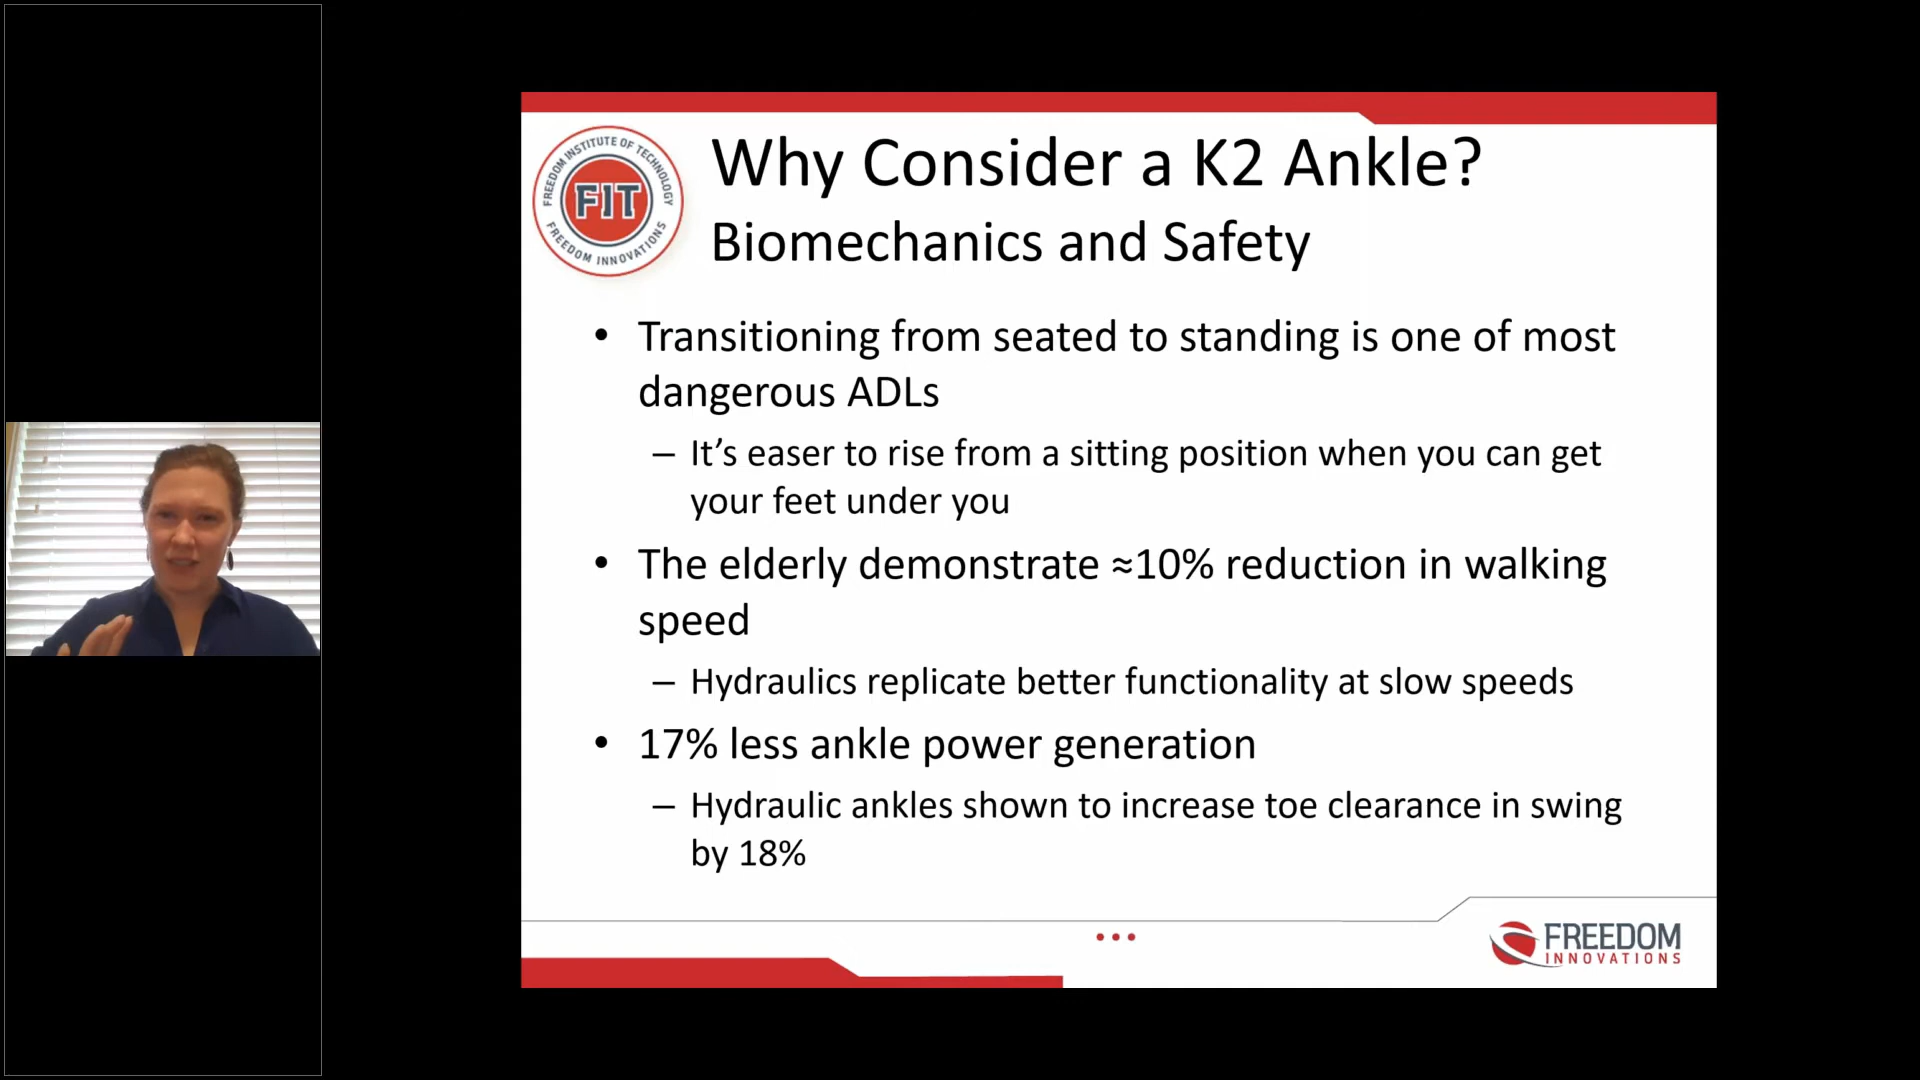 FREEDOM INSTITUTE OF TECHNOLOGY
FIT
FREEDOM INNOVATIONS
Why Consider a K2 Ankle?
Biomechanics and Safety
• Transitioning from seated to standing is one of most
dangerous ADLs
– It’s easer to rise from a sitting position when you can get
your feet under you
• The elderly demonstrate ≈10% reduction in walking
speed
– Hydraulics replicate better functionality at slow speeds
• 17% less ankle power generation
– Hydraulic ankles shown to increase toe clearance in swing
by 18%
FREEDOM
INNOVATIONS